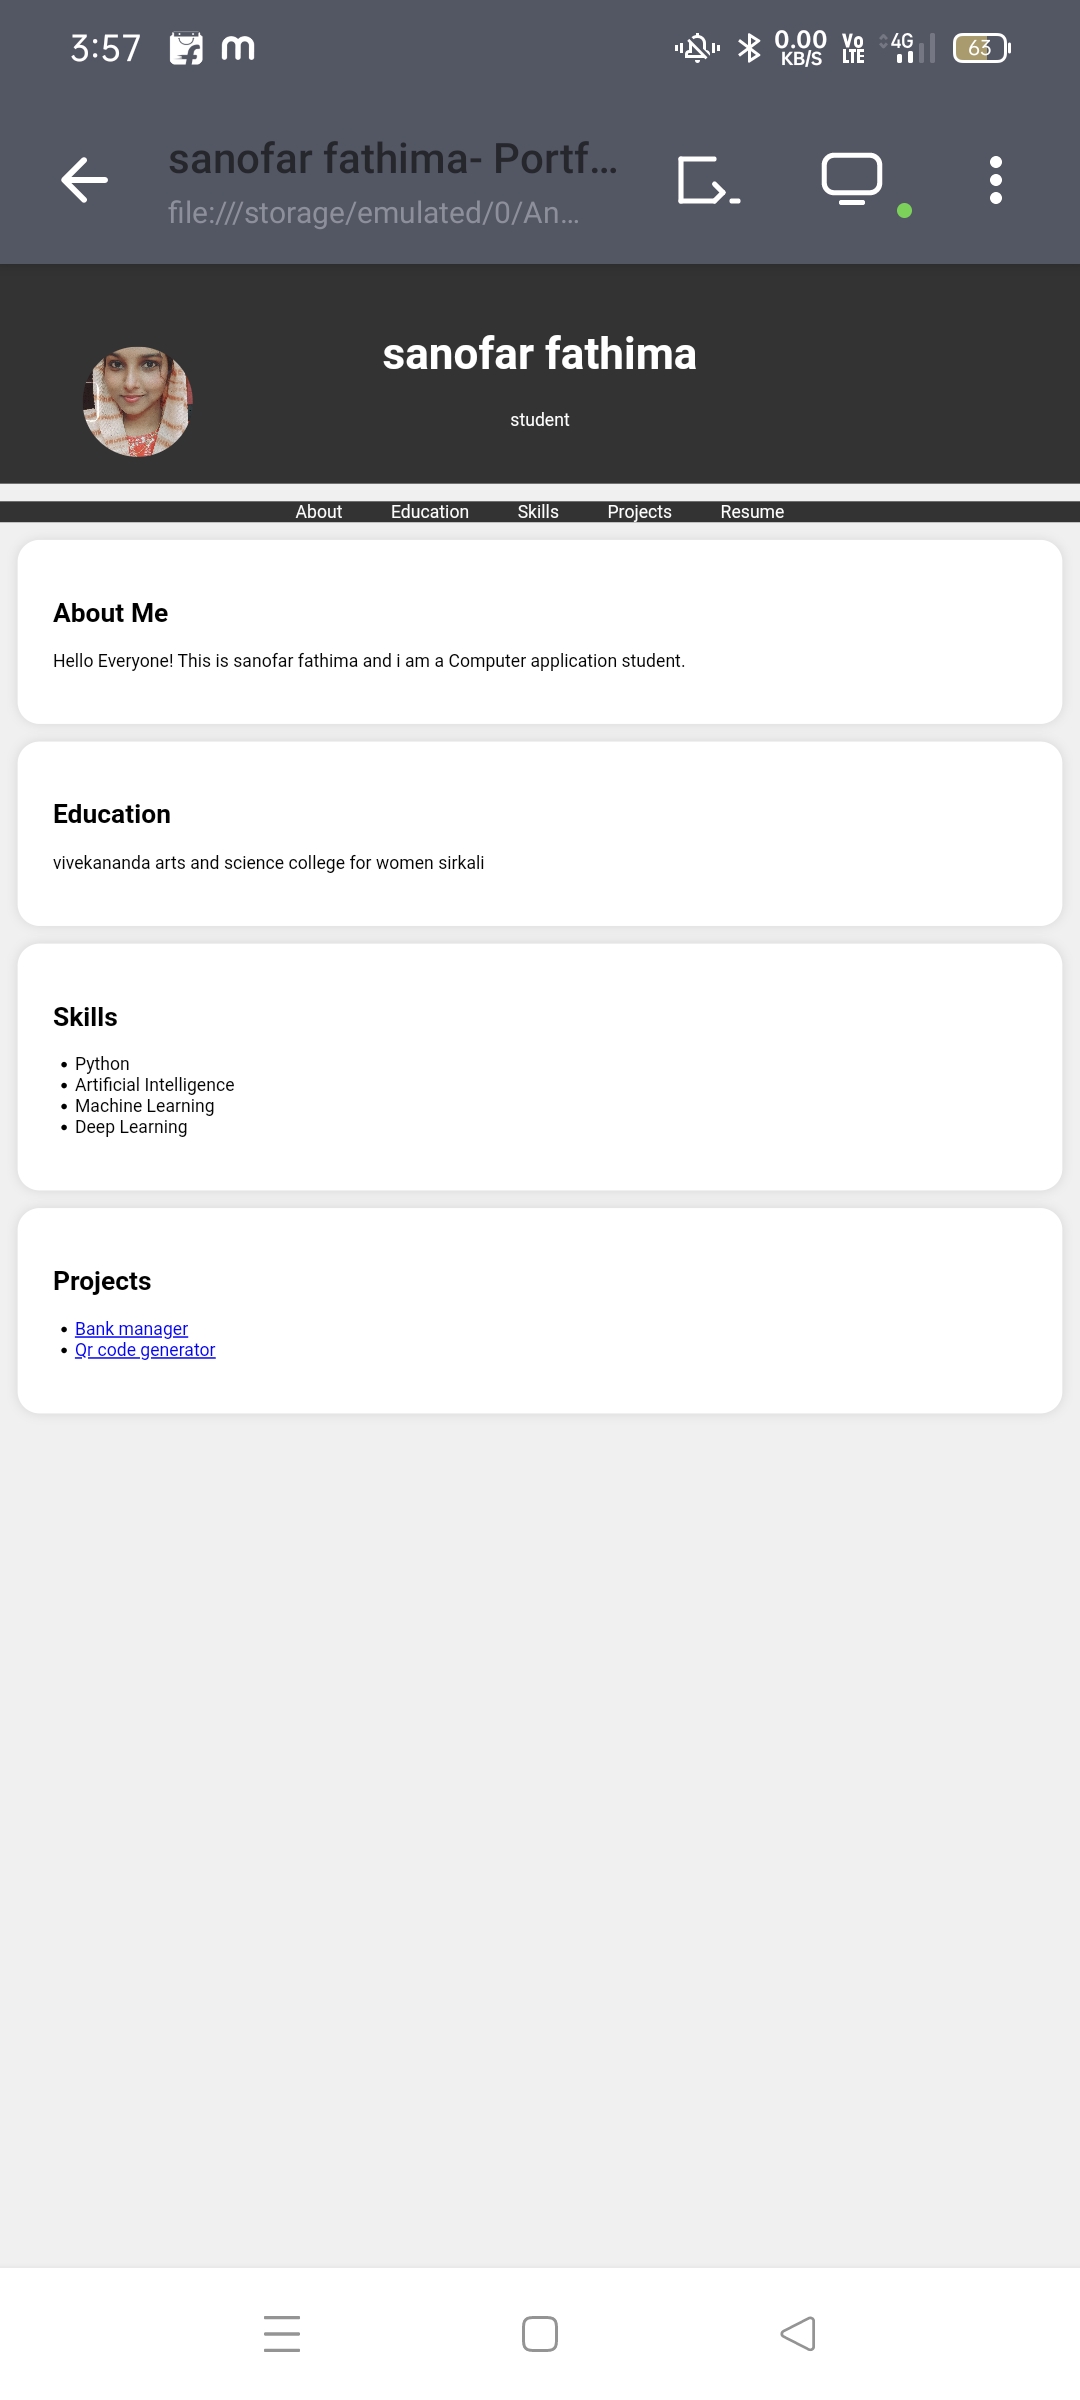 3:57 m 0.00 KB/S Vo LTE 4G 63
sanofar fathima- Portf...
file:///storage/emulated/0/An...
sanofar fathima
student
About Education Skills Projects Resume
About Me
Hello Everyone! This is sanofar fathima and i am a Computer application student.
Education
vivekananda arts and science college for women sirkali
Skills
• Python
• Artificial Intelligence
• Machine Learning
• Deep Learning
Projects
• Bank manager
• Qr code generator